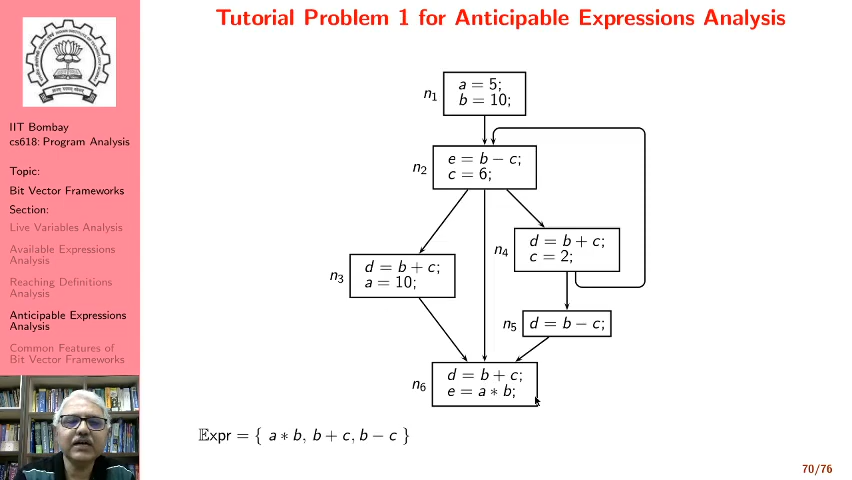 Tutorial Problem 1 for Anticipable Expressions Analysis
IIT Bombay
cs618: Program Analysis
Topic:
Bit Vector Frameworks
Section:
Live Variables Analysis
Available Expressions
Analysis
Reaching Definitions
Analysis
Anticipable Expressions
Analysis
Common Features of
Bit Vector Frameworks
n1
a = 5;
b = 10;
n2
e = b − c;
c = 6;
n4
d = b + c;
c = 2;
n3
d = b + c;
a = 10;
n5
d = b − c;
n6
d = b + c;
e = a ∗ b;
𝔼xpr = { a ∗ b, b + c, b − c }
70/76